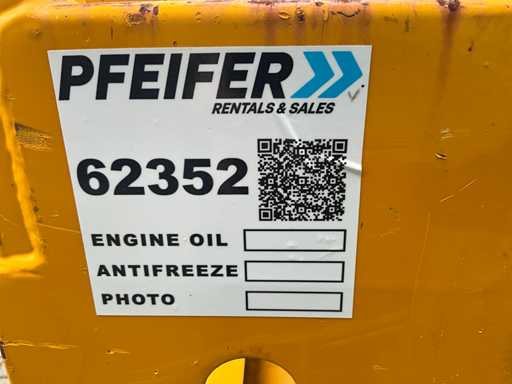 PFEIFER
RENTALS & SALES
62352
ENGINE OIL
ANTIFREEZE
PHOTO